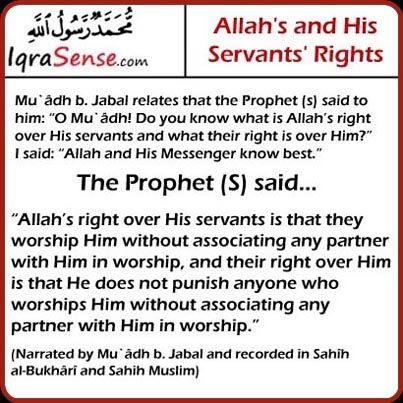 محمد رسول الله
IqraSense.com
Allah's and His
Servants' Rights
Mu`âdh b. Jabal relates that the Prophet (s) said to
him: “O Mu`âdh! Do you know what is Allah’s right
over His servants and what their right is over Him?”
I said: “Allah and His Messenger know best.”
The Prophet (S) said...
“Allah’s right over His servants is that they
worship Him without associating any partner
with Him in worship, and their right over Him
is that He does not punish anyone who
worships Him without associating any
partner with Him in worship.”
(Narrated by Mu`âdh b. Jabal and recorded in Sahîh
al-Bukhârî and Sahîh Muslim)